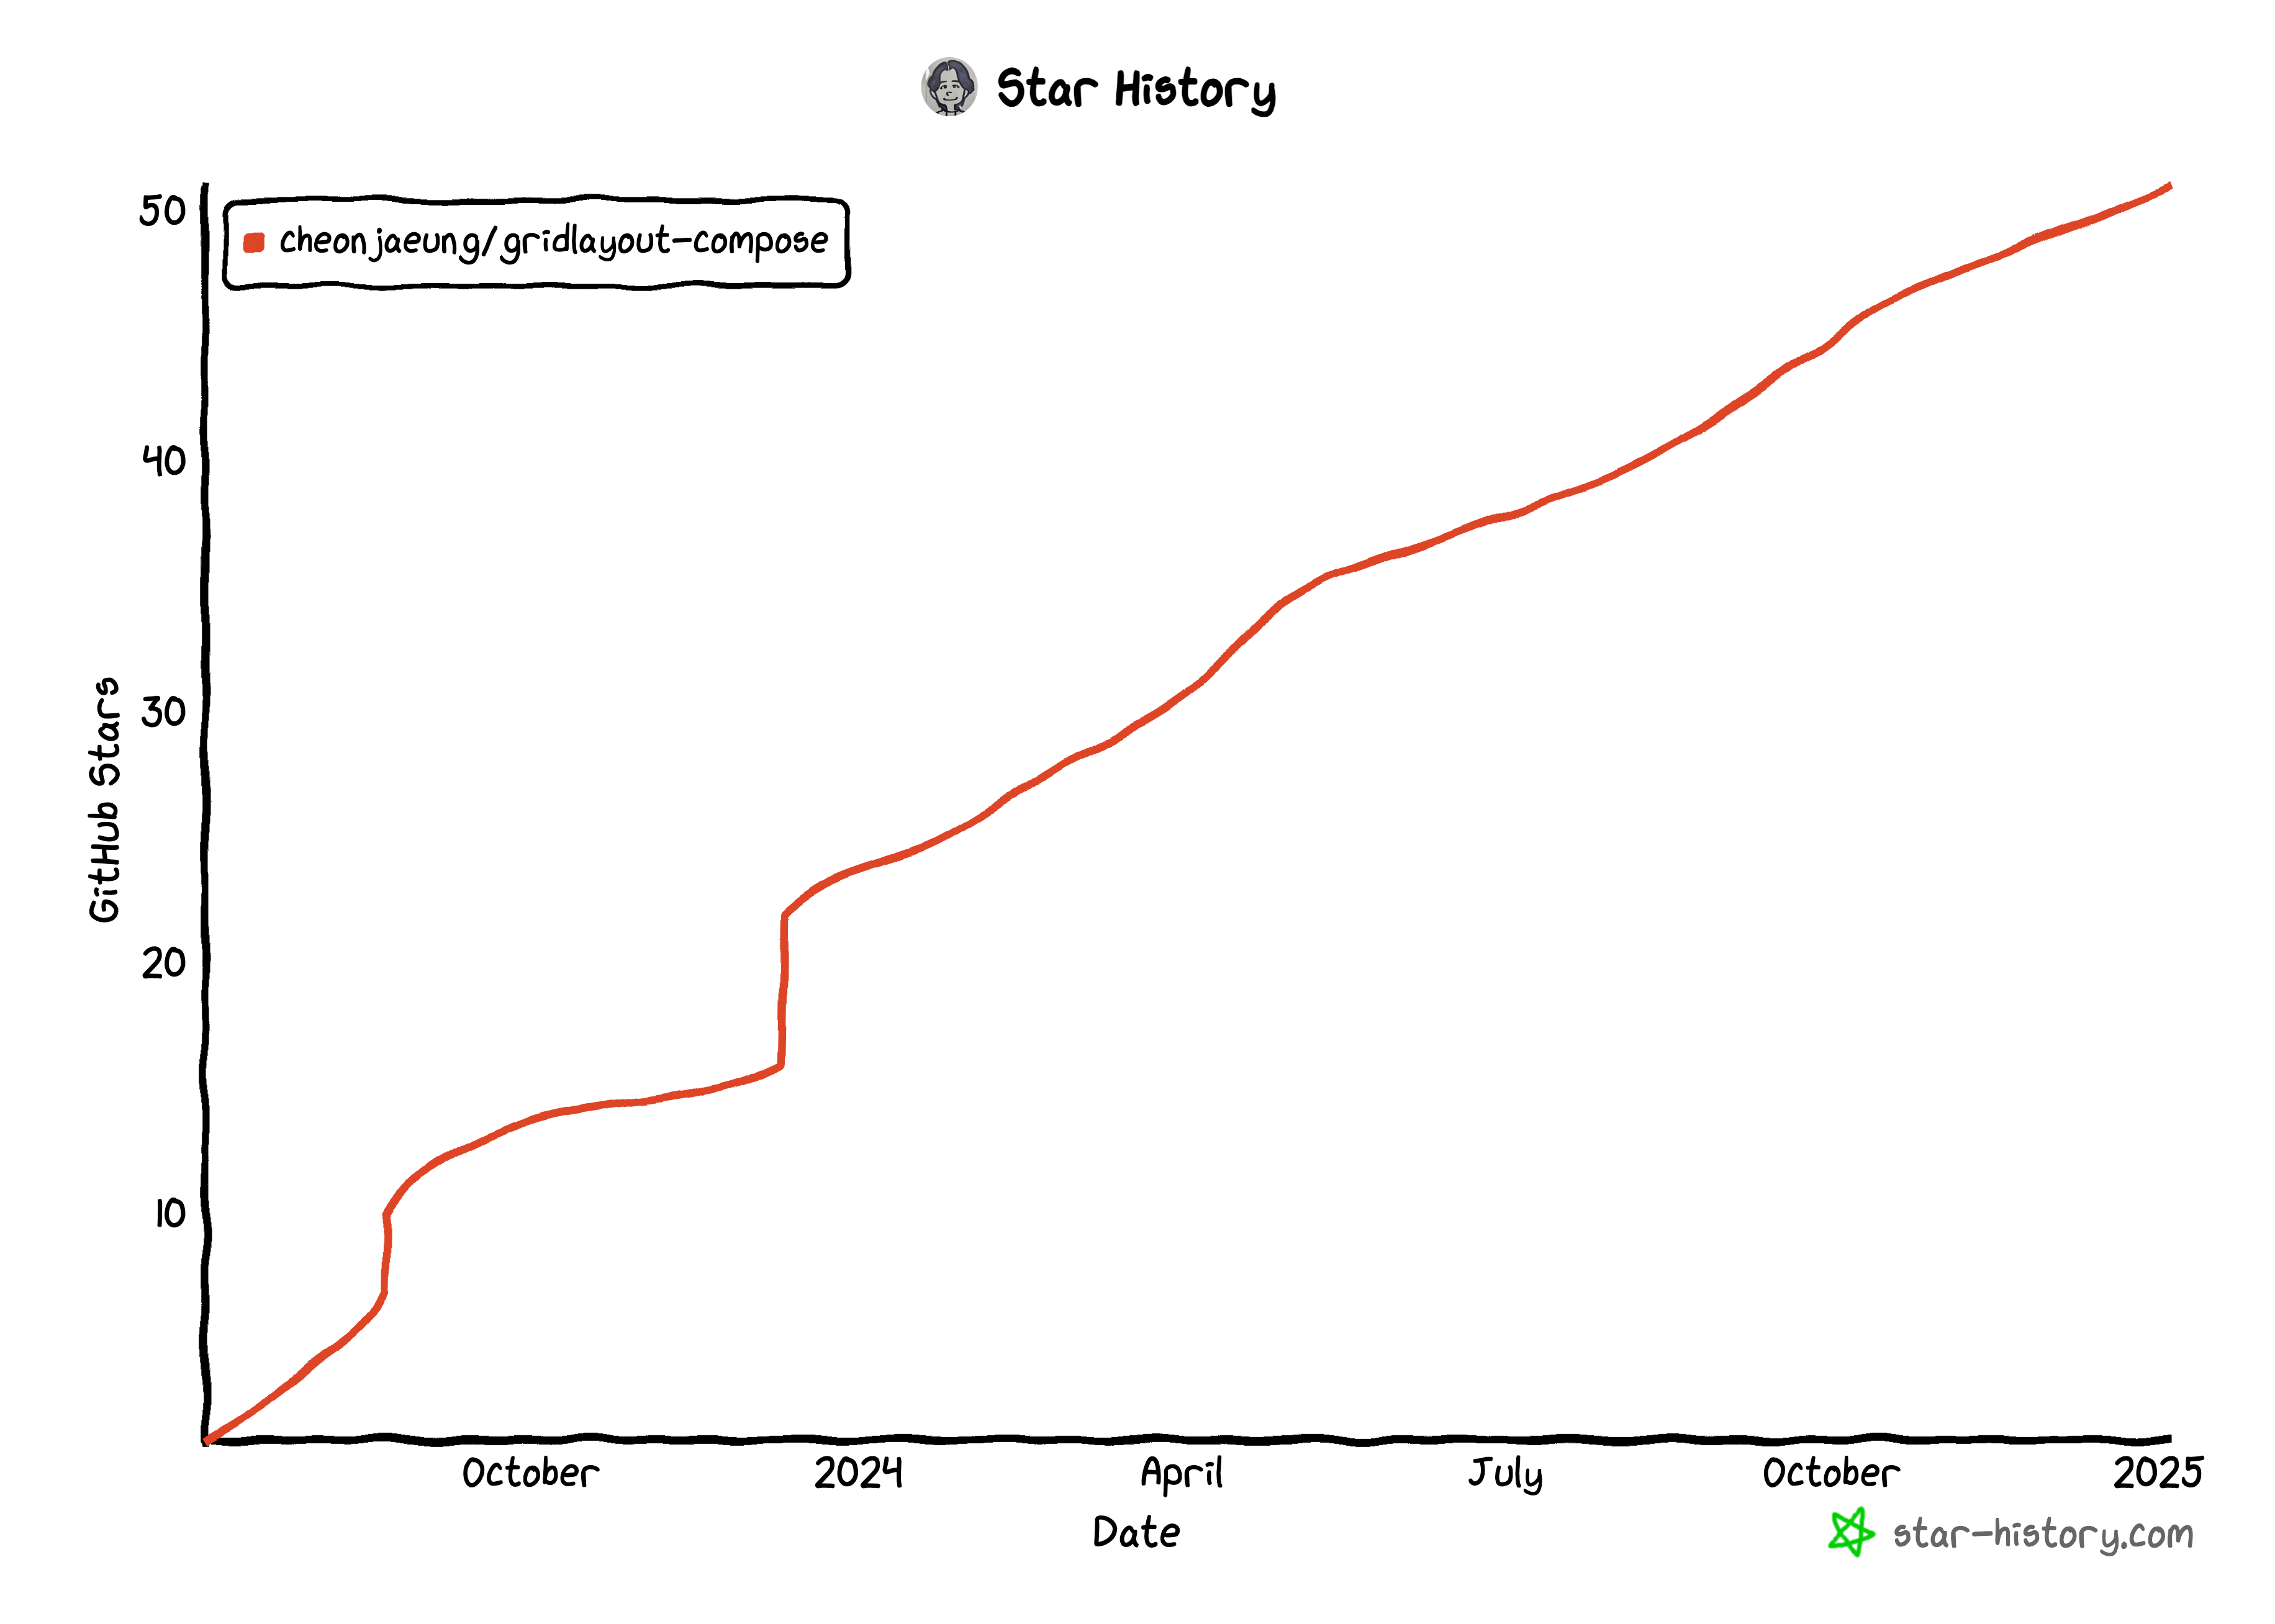 Star History
50
cheonjaeung/gridlayout-compose
40
30
20
10
GitHub Stars
October 2024 April July October 2025
Date
star-history.com